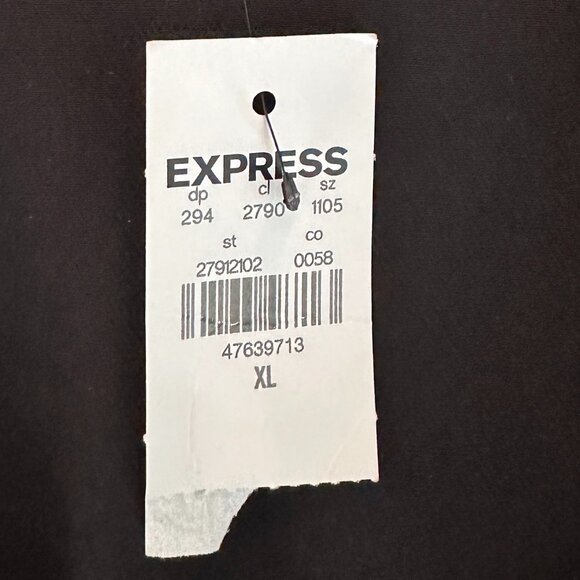 EXPRESS
dp cl sz
294 2790 1105
st co
27912102 0058
47639713
XL